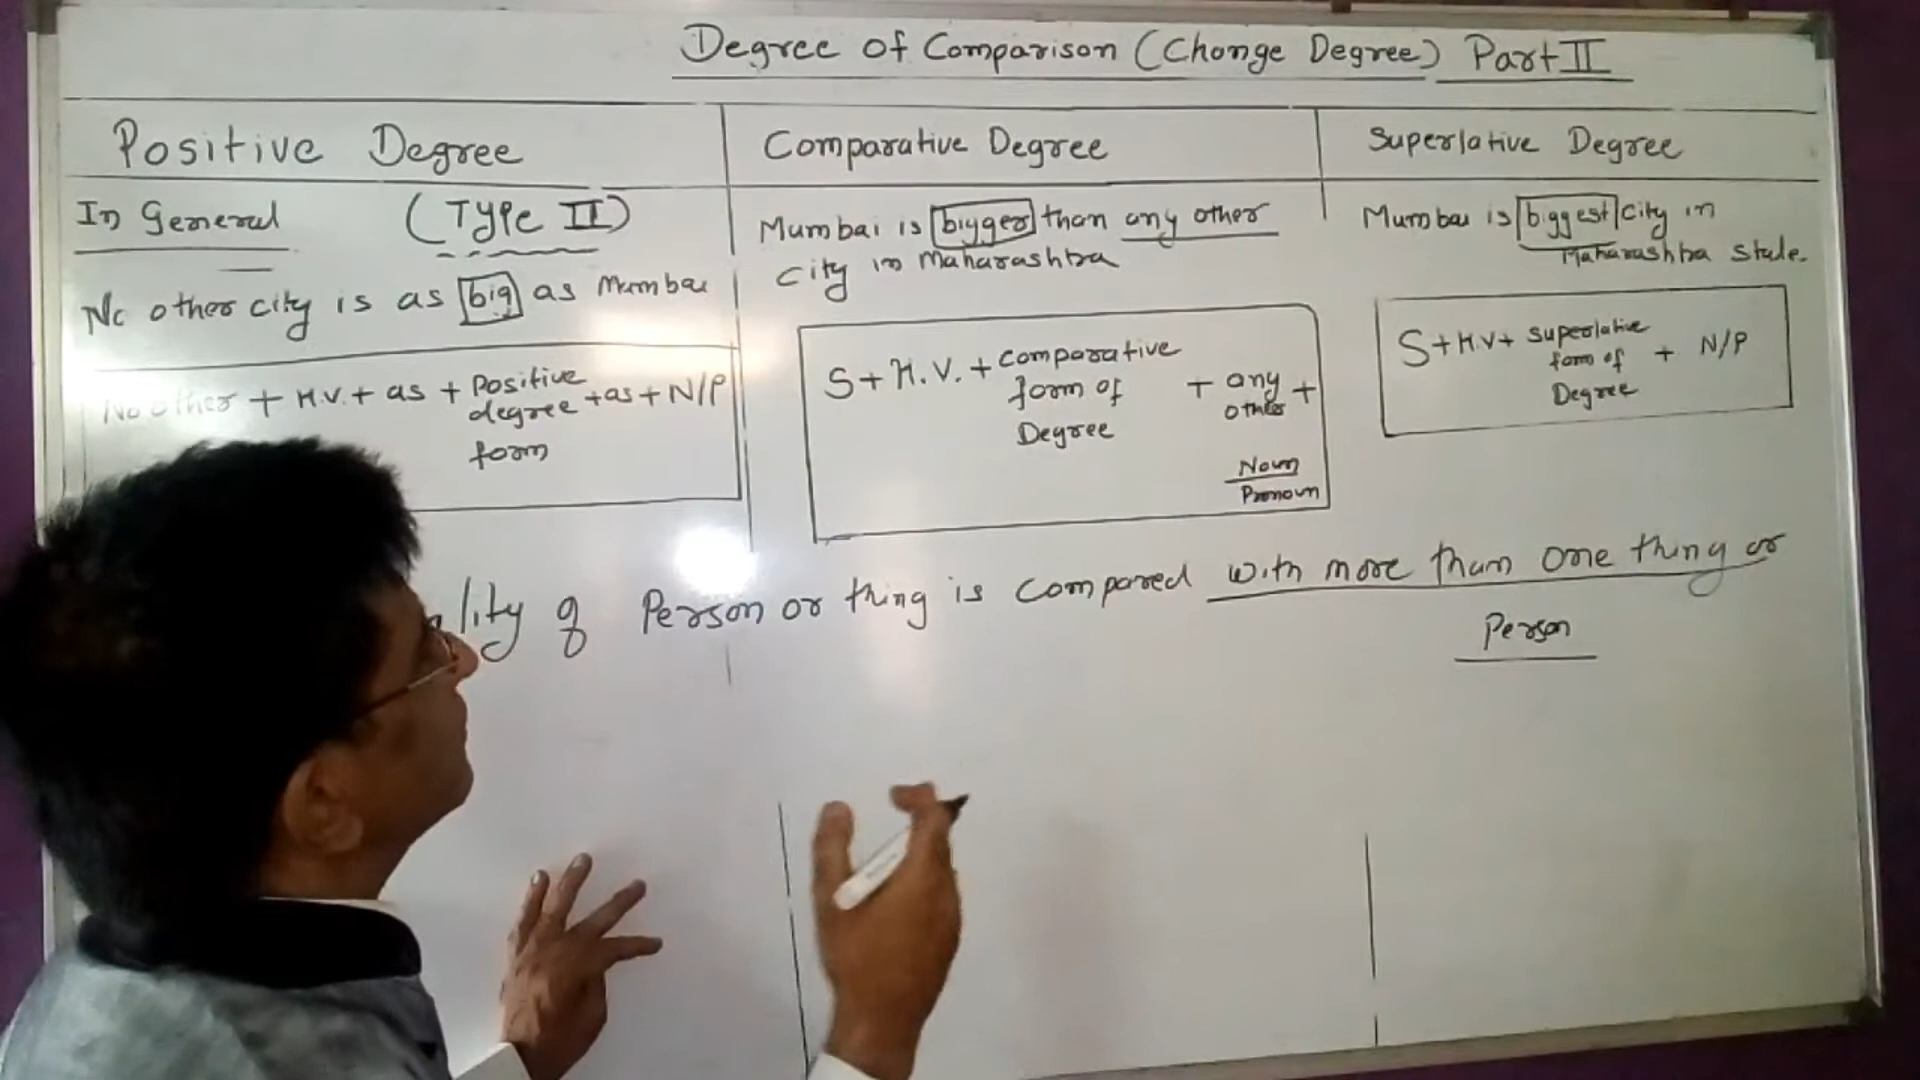 Degree Of Comparison (Change Degree) Part II
Positive Degree
Comparative Degree
Superlative Degree
In General (Type II)
No other city is as big as Mumbai
No other + H.V. + as + Positive degree form + as + N/P
Mumbai is bigger than any other
city in Maharashtra
S + H.V. + comparative
form of
Degree
+ any other +
Noun
Pronoun
Mumbai is biggest city in
Maharashtra State.
S + H.V + superlative
form of
Degree
+ N/P
of Person or thing is compared with more than one thing or
Person